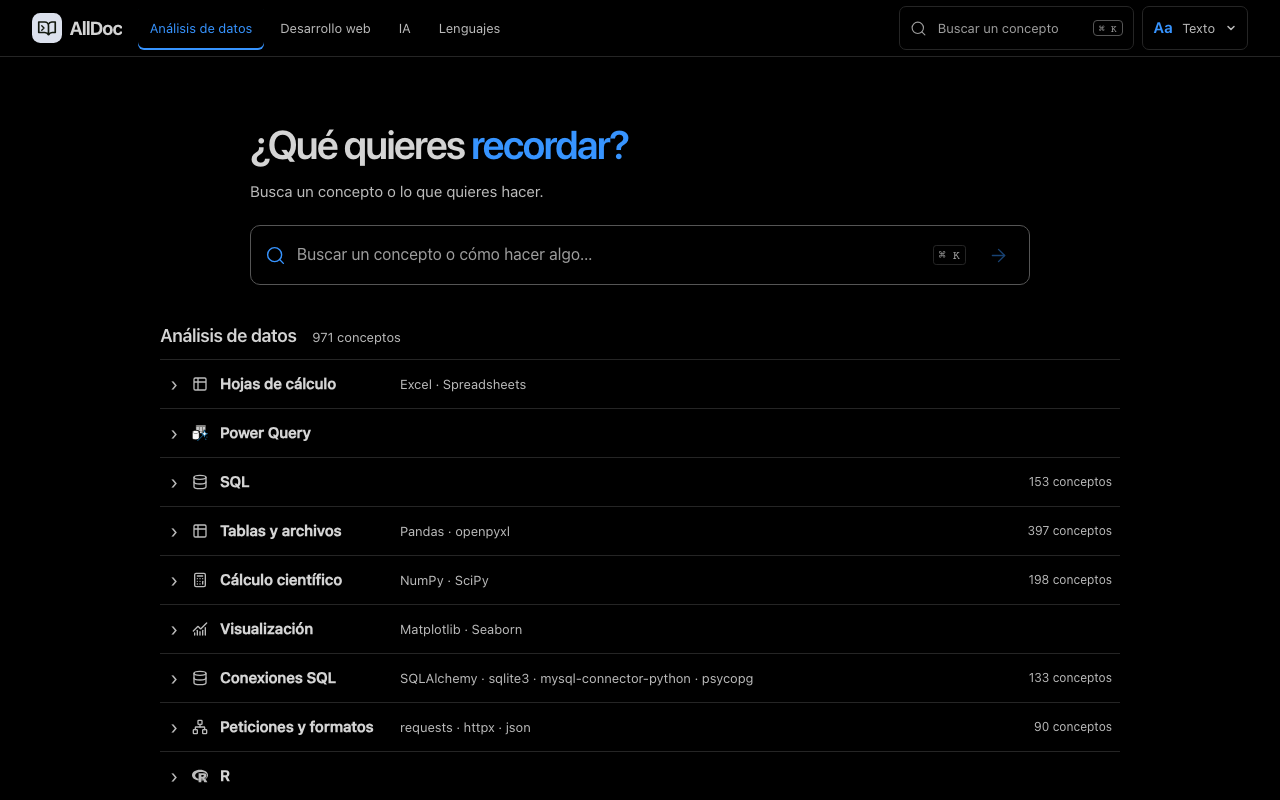 AllDoc Análisis de datos Desarrollo web IA Lenguajes Buscar un concepto ⌘ K Aa Texto
¿Qué quieres recordar?
Busca un concepto o lo que quieres hacer.
Buscar un concepto o cómo hacer algo... ⌘ K
Análisis de datos 971 conceptos
Hojas de cálculo Excel · Spreadsheets
Power Query
SQL 153 conceptos
Tablas y archivos Pandas · openpyxl 397 conceptos
Cálculo científico NumPy · SciPy 198 conceptos
Visualización Matplotlib · Seaborn
Conexiones SQL SQLAlchemy · sqlite3 · mysql-connector-python · psycopg 133 conceptos
Peticiones y formatos requests · httpx · json 90 conceptos
R